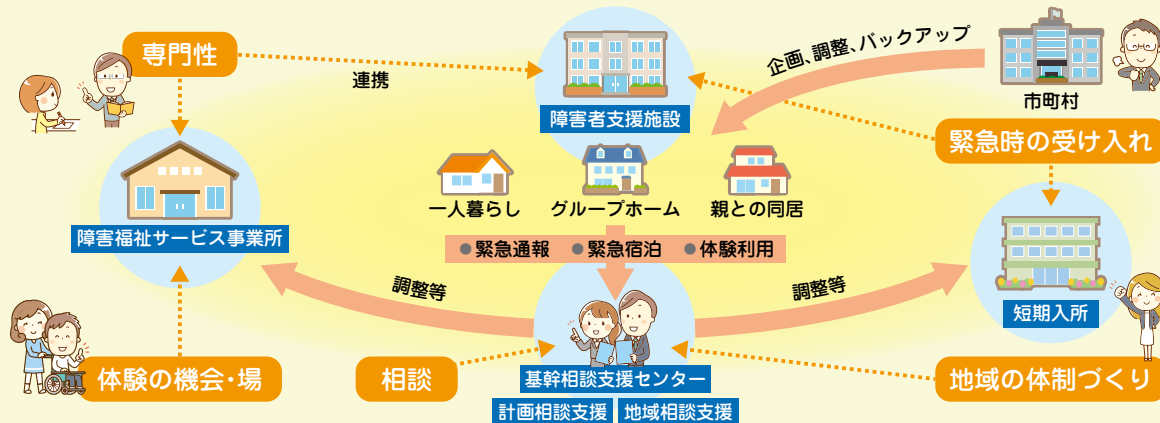 専門性
連携
企画、調整、バックアップ
市町村
障害者支援施設
緊急時の受け入れ
一人暮らし
グループホーム
親との同居
障害福祉サービス事業所
●緊急通報 ●緊急宿泊 ●体験利用
調整等
調整等
短期入所
体験の機会・場
相談
基幹相談支援センター
地域の体制づくり
計画相談支援
地域相談支援